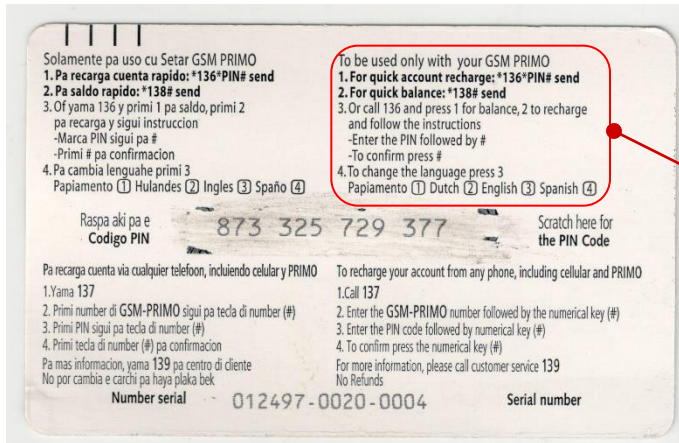 Solamente pa uso cu Setar GSM PRIMO
1. Pa recarga cuenta rapido: *136*PIN# send
2. Pa saldo rapido: *138# send
3. Of yama 136 y primi 1 pa saldo, primi 2
pa recarga y sigui instruccion
-Marca PIN sigui pa #
-Primi # pa confirmacion
4. Pa cambia lenguahe primi 3
Papiamento 1 Hulandes 2 Ingles 3 Spaño 4
To be used only with your GSM PRIMO
1. For quick account recharge: *136*PIN# send
2. For quick balance: *138# send
3. Or call 136 and press 1 for balance, 2 to recharge
and follow the instructions
-Enter the PIN followed by #
-To confirm press #
4. To change the language press 3
Papiamento 1 Dutch 2 English 3 Spanish 4
Raspa aki pa e
Codigo PIN
873 325 729 377
Scratch here for
the PIN Code
Pa recarga cuenta via cualquier telefoon, incluiendo celular y PRIMO
1. Yama 137
2. Primi number di GSM-PRIMO sigui pa tecla di number (#)
3. Primi PIN sigui pa tecla di number (#)
4. Primi tecla di number (#) pa confirmacion
Pa mas informacion, yama 139 pa centro di cliente
No por cambia e carchi pa haya plaka bek
To recharge your account from any phone, including cellular and PRIMO
1.Call 137
2. Enter the GSM-PRIMO number followed by the numerical key (#)
3. Enter the PIN code followed by numerical key (#)
4. To confirm press the numerical key (#)
For more information, please call customer service 139
No Refunds
Number serial 012497-0020-0004 Serial number